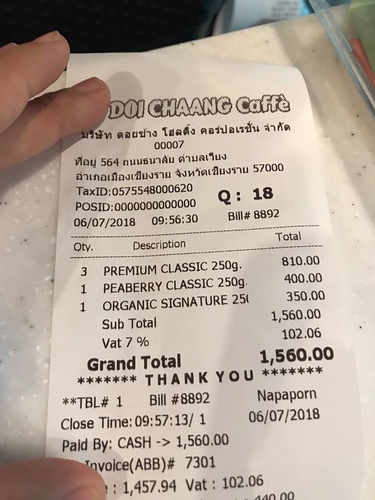 DOI CHAANG Caffè
บริษัท ดอยช้าง โฮลดิ้ง คอร์ปอเรชั่น จำกัด
00007
ที่อยู่ 564 ถนนธนาลัย ตำบลเวียง
อำเภอเมืองเชียงราย จังหวัดเชียงราย 57000
TaxID:0575548000620
POSID:0000000000000 Q: 18
06/07/2018 09:56:30 Bill# 8892
Qty. Description Total
3 PREMIUM CLASSIC 250g. 810.00
1 PEABERRY CLASSIC 250g. 400.00
1 ORGANIC SIGNATURE 250 350.00
Sub Total 1,560.00
Vat 7 % 102.06
Grand Total 1,560.00
******* T H A N K Y O U *******
**TBL# 1 Bill #8892 Napaporn
Close Time: 09:57:13/ 1 06/07/2018
Paid By: CASH -> 1,560.00
Invoice(ABB)# 7301
: 1,457.94 Vat : 102.06
440.00